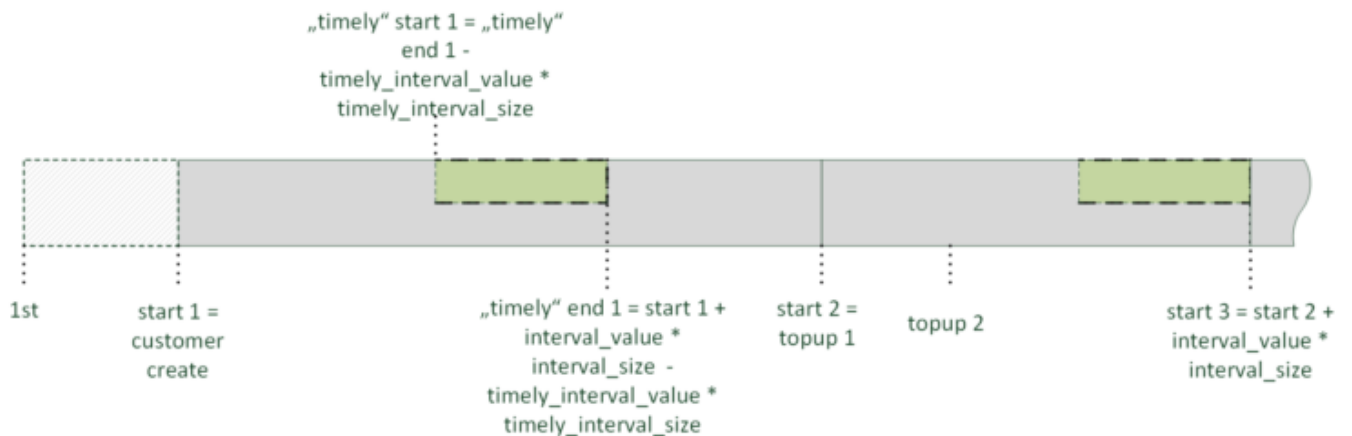 „timely“ start 1 = „timely“
end 1 -
timely_interval_value *
timely_interval_size
1st
start 1 =
customer
create
„timely“ end 1 = start 1 +
interval_value *
interval_size -
timely_interval_value *
timely_interval_size
start 2 =
topup 1
topup 2
start 3 = start 2 +
interval_value *
interval_size